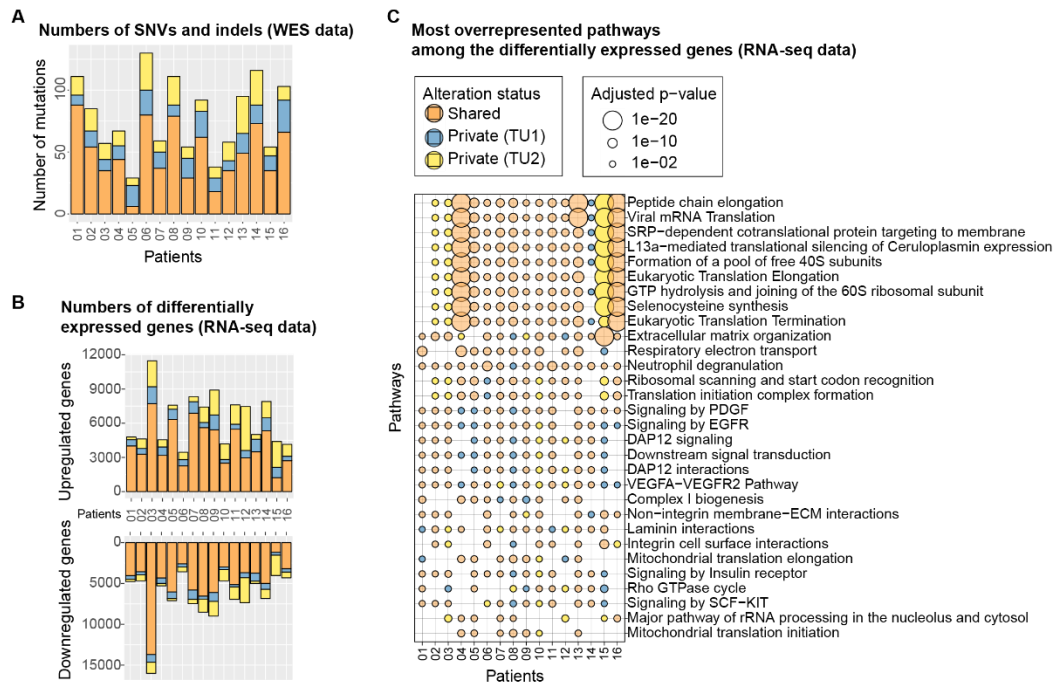 A
Numbers of SNVs and indels (WES data)
Number of mutations
100
50
0
01 02 03 04 05 06 07 08 09 10 11 12 13 14 15 16
Patients
B
Numbers of differentially
expressed genes (RNA-seq data)
Upregulated genes
12000
9000
6000
3000
0
Patients
01 02 03 04 05 06 07 08 09 10 11 12 13 14 15 16
Downregulated genes
0
5000
10000
15000
C
Most overrepresented pathways
among the differentially expressed genes (RNA-seq data)
Alteration status
Shared
Private (TU1)
Private (TU2)
Adjusted p-value
1e-20
1e-10
1e-02
Pathways
Peptide chain elongation
Viral mRNA Translation
SRP-dependent cotranslational protein targeting to membrane
L13a-mediated translational silencing of Ceruloplasmin expression
Formation of a pool of free 40S subunits
Eukaryotic Translation Elongation
GTP hydrolysis and joining of the 60S ribosomal subunit
Selenocysteine synthesis
Eukaryotic Translation Termination
Extracellular matrix organization
Respiratory electron transport
Neutrophil degranulation
Ribosomal scanning and start codon recognition
Translation initiation complex formation
Signaling by PDGF
Signaling by EGFR
DAP12 signaling
Downstream signal transduction
DAP12 interactions
VEGFA-VEGFR2 Pathway
Complex I biogenesis
Non-integrin membrane-ECM interactions
Laminin interactions
Integrin cell surface interactions
Mitochondrial translation elongation
Signaling by Insulin receptor
Rho GTPase cycle
Signaling by SCF-KIT
Major pathway of rRNA processing in the nucleolus and cytosol
Mitochondrial translation initiation
01 02 03 04 05 06 07 08 09 10 11 12 13 14 15 16
Patients